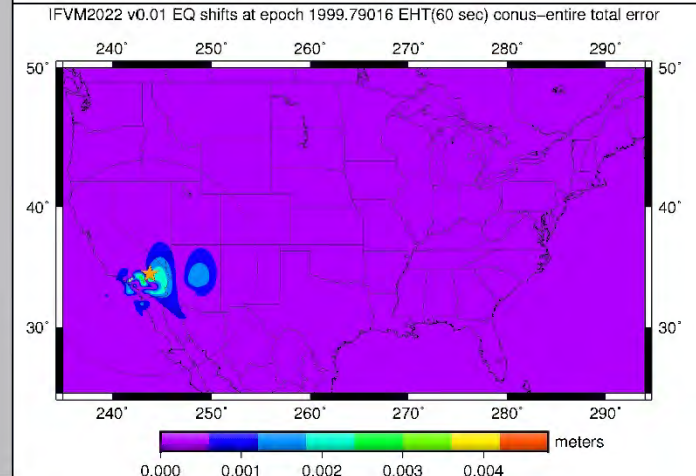 IFVM2022 v0.01 EQ shifts at epoch 1999.79016 EHT(60 sec) conus−entire total error
240˚ 250˚ 260˚ 270˚ 280˚ 290˚
50˚ 50˚
40˚ 40˚
30˚ 30˚
240˚ 250˚ 260˚ 270˚ 280˚ 290˚
meters
0.000 0.001 0.002 0.003 0.004